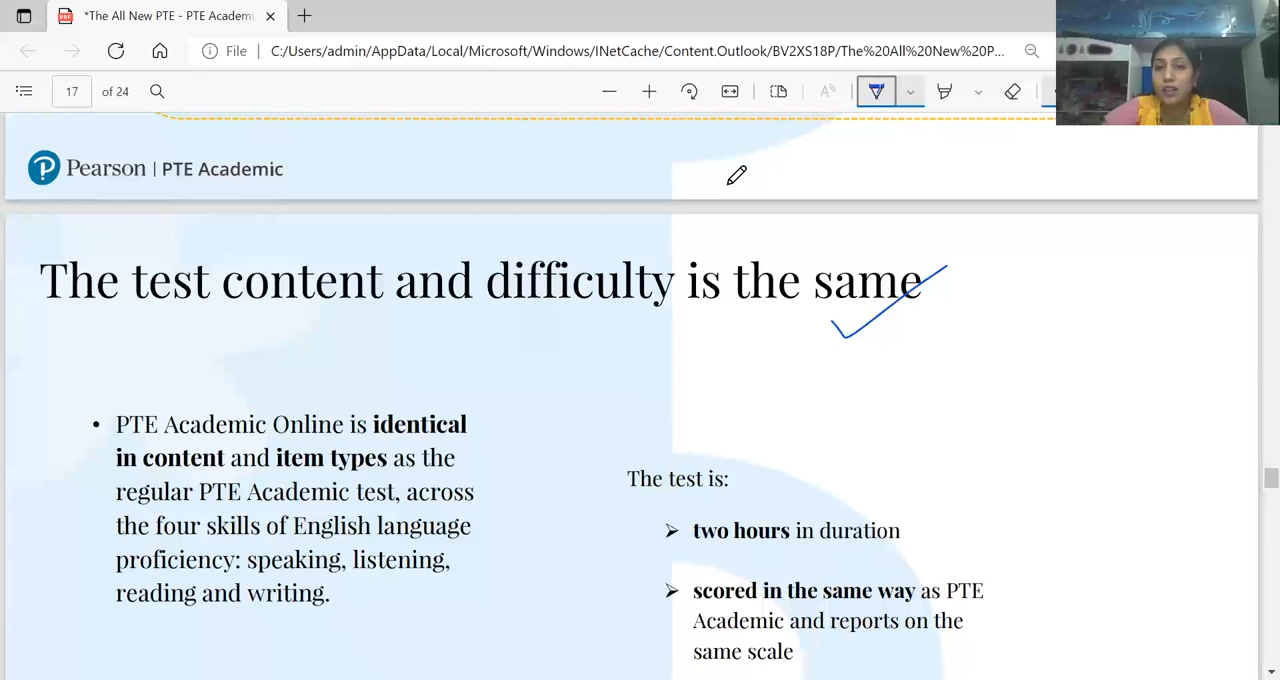 *The All New PTE - PTE Academi
File
C:/Users/admin/AppData/Local/Microsoft/Windows/INetCache/Content.Outlook/BV2XS18P/The%20All%20New%20P...
17 of 24
Pearson | PTE Academic
The test content and difficulty is the same
• PTE Academic Online is identical
in content and item types as the
regular PTE Academic test, across
the four skills of English language
proficiency: speaking, listening,
reading and writing.
The test is:
➢ two hours in duration
➢ scored in the same way as PTE
Academic and reports on the
same scale